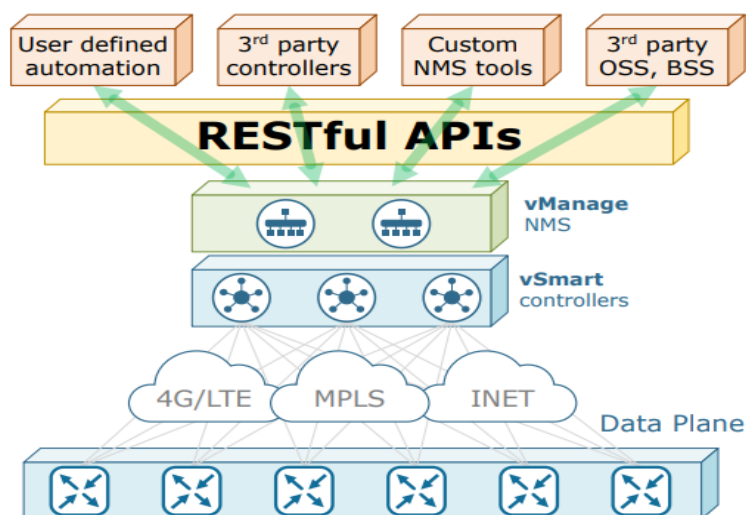 User defined
automation
3rd party
controllers
Custom
NMS tools
3rd party
OSS, BSS
RESTful APIs
vManage
NMS
vSmart
controllers
4G/LTE
MPLS
INET
Data Plane